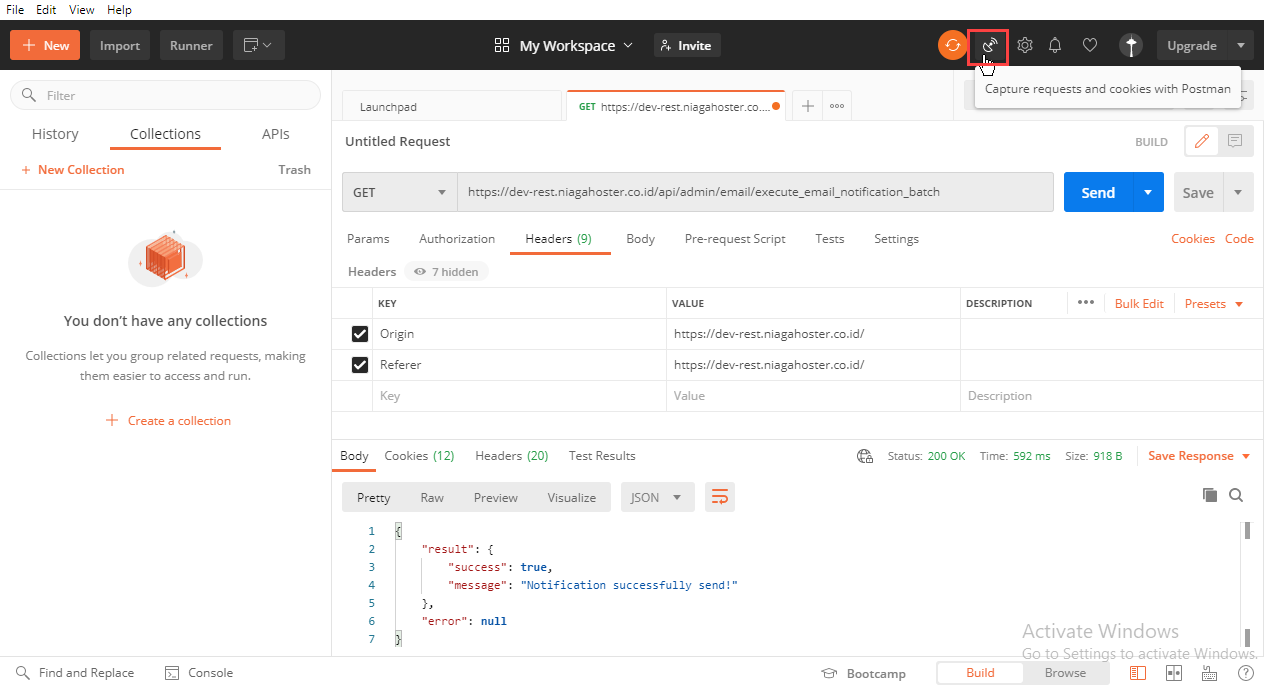 File Edit View Help
+ New Import Runner My Workspace Invite Upgrade
Capture requests and cookies with Postman
Filter
History Collections APIs
+ New Collection Trash
You don't have any collections
Collections let you group related requests, making
them easier to access and run.
+ Create a collection
Launchpad GET https://dev-rest.niagahoster.co.... + ooo
Untitled Request BUILD
GET https://dev-rest.niagahoster.co.id/api/admin/email/execute_email_notification_batch Send Save
Params Authorization Headers (9) Body Pre-request Script Tests Settings Cookies Code
Headers 7 hidden
KEY VALUE DESCRIPTION ••• Bulk Edit Presets
Origin https://dev-rest.niagahoster.co.id/
Referer https://dev-rest.niagahoster.co.id/
Key Value Description
Body Cookies (12) Headers (20) Test Results Status: 200 OK Time: 592 ms Size: 918 B Save Response
Pretty Raw Preview Visualize JSON
1 {
2 "result": {
3 "success": true,
4 "message": "Notification successfully send!"
5 },
6 "error": null
7 }
Activate Windows
Go to Settings to activate Windows.
Find and Replace Console Bootcamp Build Browse ?